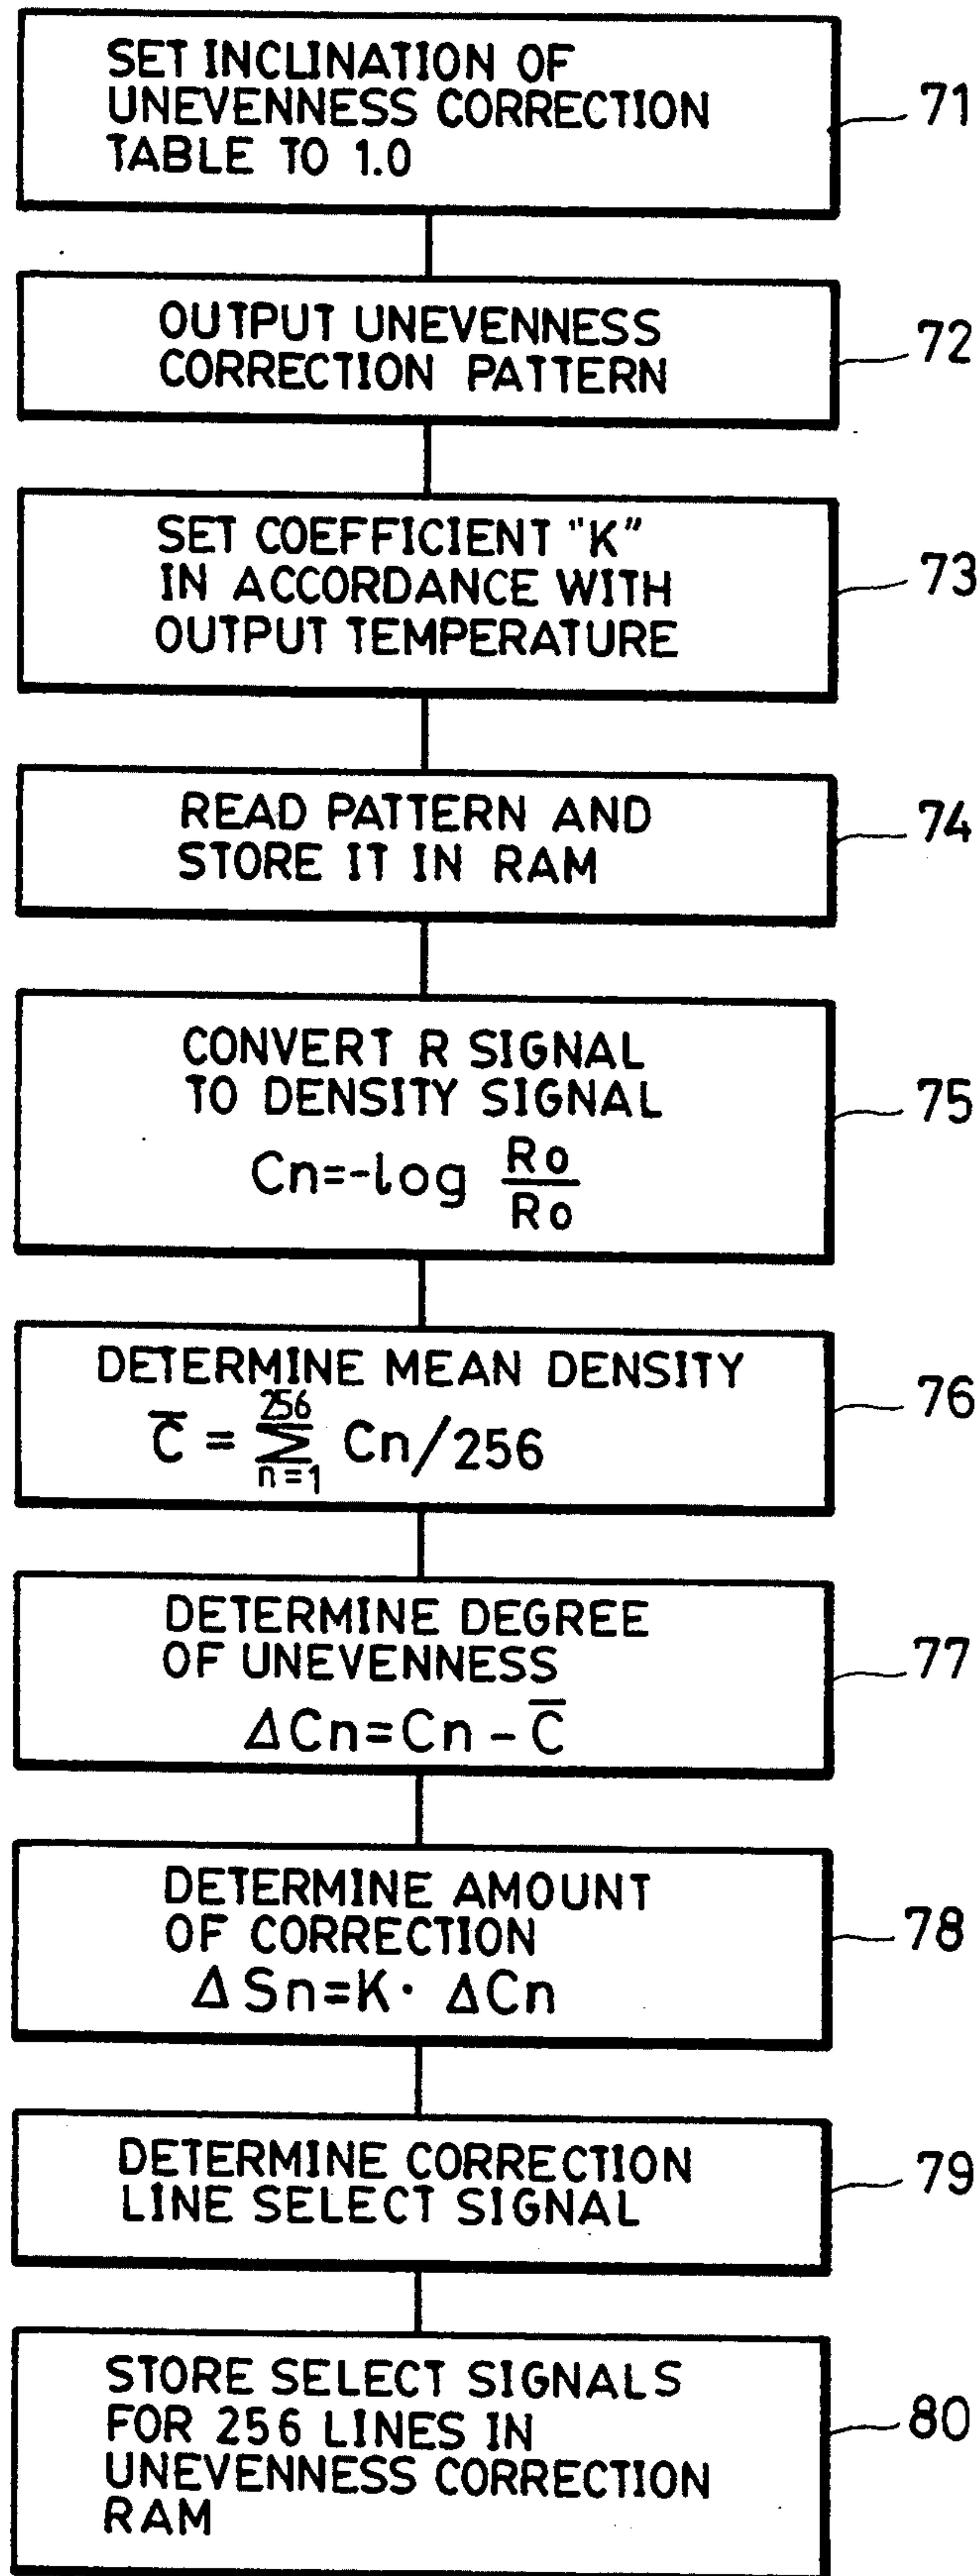 SET INCLINATION OF
UNEVENNESS CORRECTION
TABLE TO 1.0
71
OUTPUT UNEVENNESS
CORRECTION PATTERN
72
SET COEFFICIENT "K"
IN ACCORDANCE WITH
OUTPUT TEMPERATURE
73
READ PATTERN AND
STORE IT IN RAM
74
CONVERT R SIGNAL
TO DENSITY SIGNAL
Cn=-log Ro/Ro
75
DETERMINE MEAN DENSITY
C̅ = 256 Σ n=1 Cn/256
76
DETERMINE DEGREE
OF UNEVENNESS
ΔCn=Cn-C̅
77
DETERMINE AMOUNT
OF CORRECTION
ΔSn=K· ΔCn
78
DETERMINE CORRECTION
LINE SELECT SIGNAL
79
STORE SELECT SIGNALS
FOR 256 LINES IN
UNEVENNESS CORRECTION
RAM
80